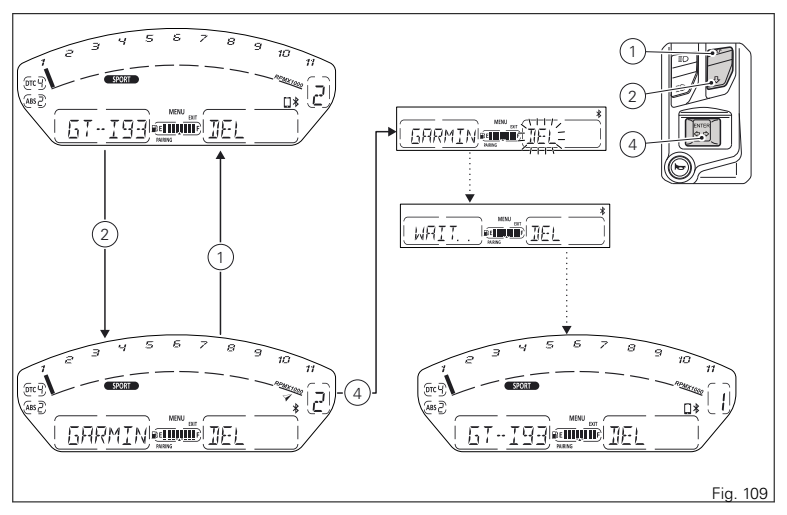 1 2 3 4 5 6 7 8 9 10 11
RPMX1000
DTC 4
SPORT
ABS 2
2
MENU
EXIT
GT-I93 E F DEL
PAIRING
1
2
4
ENTER
MENU
EXIT
GARMIN E F DEL
PAIRING
2
1
MENU
EXIT
WAIT.. E F DEL
PAIRING
1 2 3 4 5 6 7 8 9 10 11
RPMX1000
DTC 4
SPORT
ABS 2
2
MENU
EXIT
GARMIN E F DEL
PAIRING
4
1 2 3 4 5 6 7 8 9 10 11
RPMX1000
DTC 4
SPORT
ABS 2
1
MENU
EXIT
GT-I93 E F DEL
PAIRING
Fig. 109